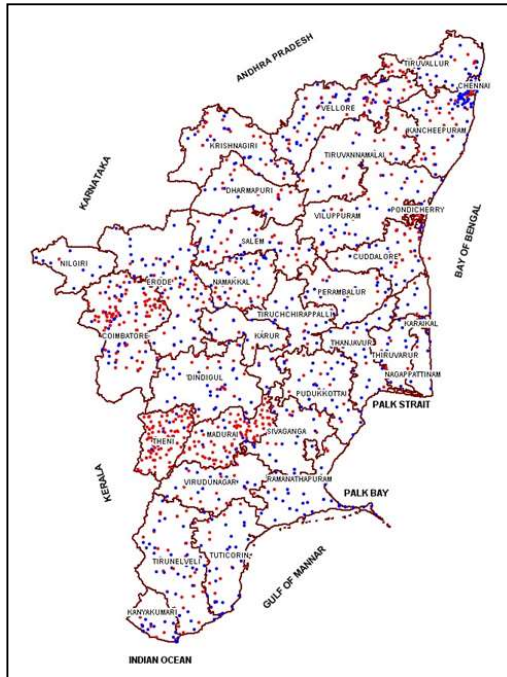 ANDHRA PRADESH
TIRUVALLUR
CHENNAI
VELLORE
KANCHEEPURAM
KRISHNAGIRI
TIRUVANNAMALAI
KARNATAKA
DHARMAPURI
VILUPPURAM
PONDICHERRY
BAY OF BENGAL
SALEM
CUDDALORE
NILGIRI
ERODE
NAMAKKAL
PERAMBALUR
TIRUCHCHIRAPPALLI
KARAIKAL
COIMBATORE
KARUR
THANJAVUR
THIRUVARUR
NAGAPPATTINAM
DINDIGUL
PUDUKKOTTAI
PALK STRAIT
THENI
MADURAI
SIVAGANGA
KERALA
VIRUDUNAGAR
RAMANATHAPURAM
PALK BAY
TIRUNELVELI
TUTICORIN
GULF OF MANNAR
KANYAKUMARI
INDIAN OCEAN